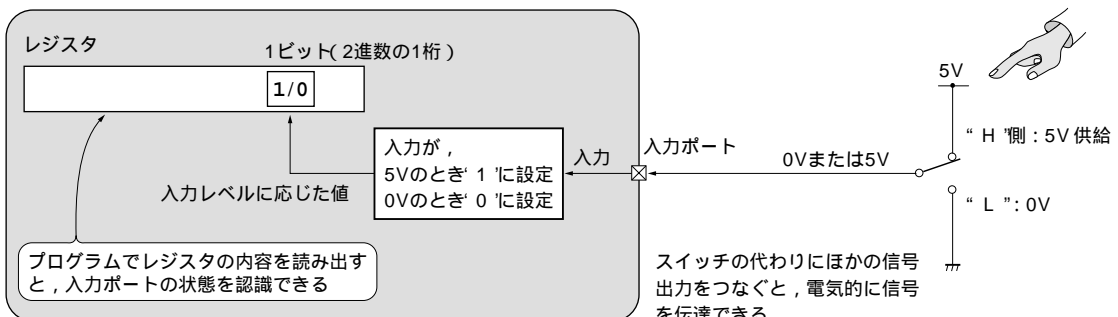 レジスタ
1ビット(2進数の1桁)
1/0
入力が，
5Vのとき‘1’に設定
0Vのとき‘0’に設定
入力レベルに応じた値
プログラムでレジスタの内容を読み出す
と，入力ポートの状態を認識できる
入力
入力ポート
0Vまたは5V
5V
“H”側：5V供給
“L”：0V
スイッチの代わりにほかの信号
出力をつなぐと，電気的に信号
を伝達できる